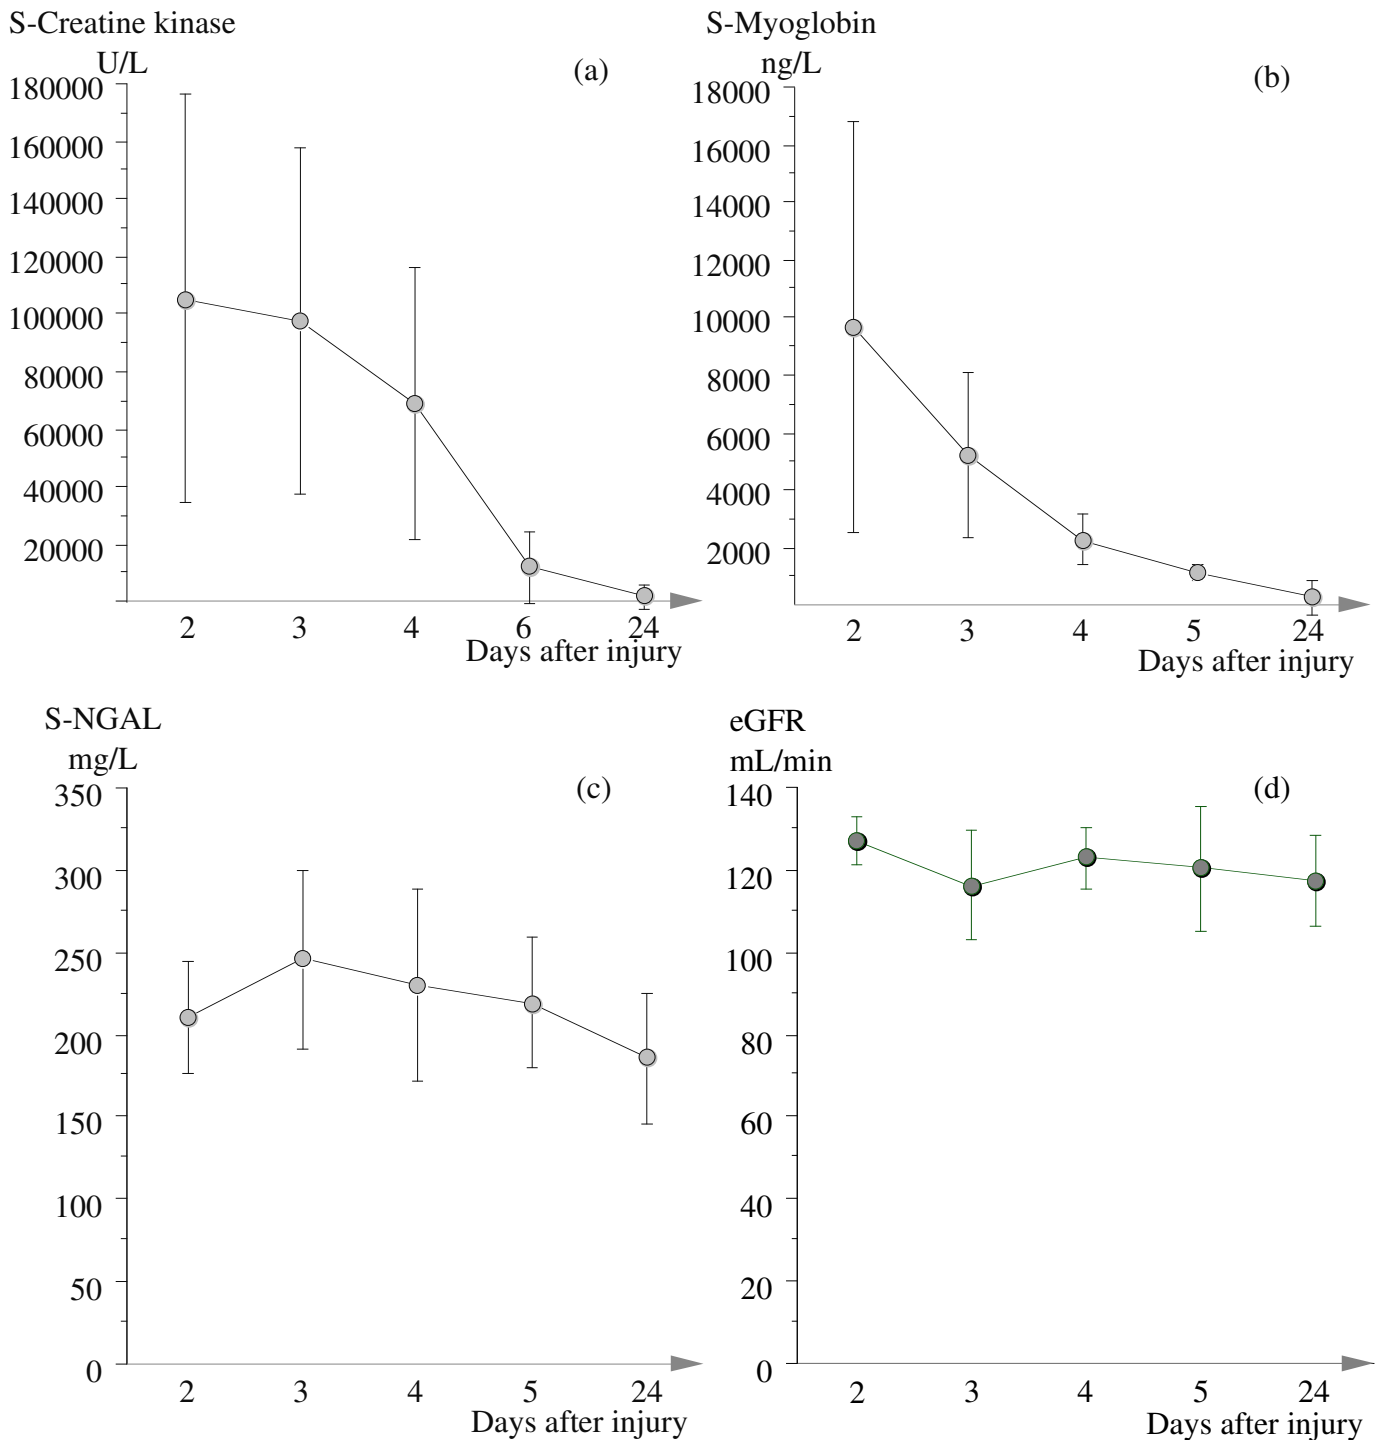 S-Creatine kinase
U/L
(a)
180000
160000
140000
120000
100000
80000
60000
40000
20000
2 3 4 6 24
Days after injury
S-Myoglobin
ng/L
(b)
18000
16000
14000
12000
10000
8000
6000
4000
2000
2 3 4 5 24
Days after injury
S-NGAL
mg/L
(c)
350
300
250
200
150
100
50
0
2 3 4 5 24
Days after injury
eGFR
mL/min
(d)
140
120
100
80
60
40
20
0
2 3 4 5 24
Days after injury